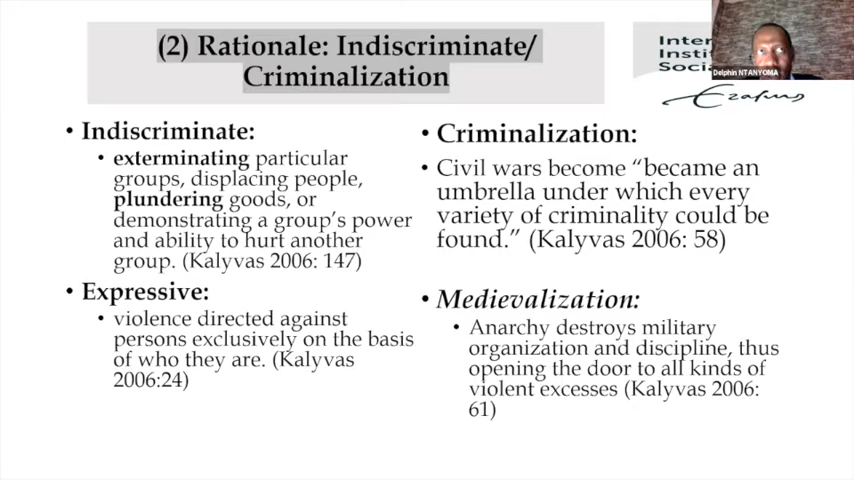 (2) Rationale: Indiscriminate/
Criminalization
Inter
Instit
Socia
Erasmus
Delphin NTANYOMA
• Indiscriminate:
• exterminating particular
groups, displacing people,
plundering goods, or
demonstrating a group's power
and ability to hurt another
group. (Kalyvas 2006: 147)
• Expressive:
• violence directed against
persons exclusively on the basis
of who they are. (Kalyvas
2006:24)
• Criminalization:
• Civil wars become “became an
umbrella under which every
variety of criminality could be
found.” (Kalyvas 2006: 58)
• Medievalization:
• Anarchy destroys military
organization and discipline, thus
opening the door to all kinds of
violent excesses (Kalyvas 2006:
61)